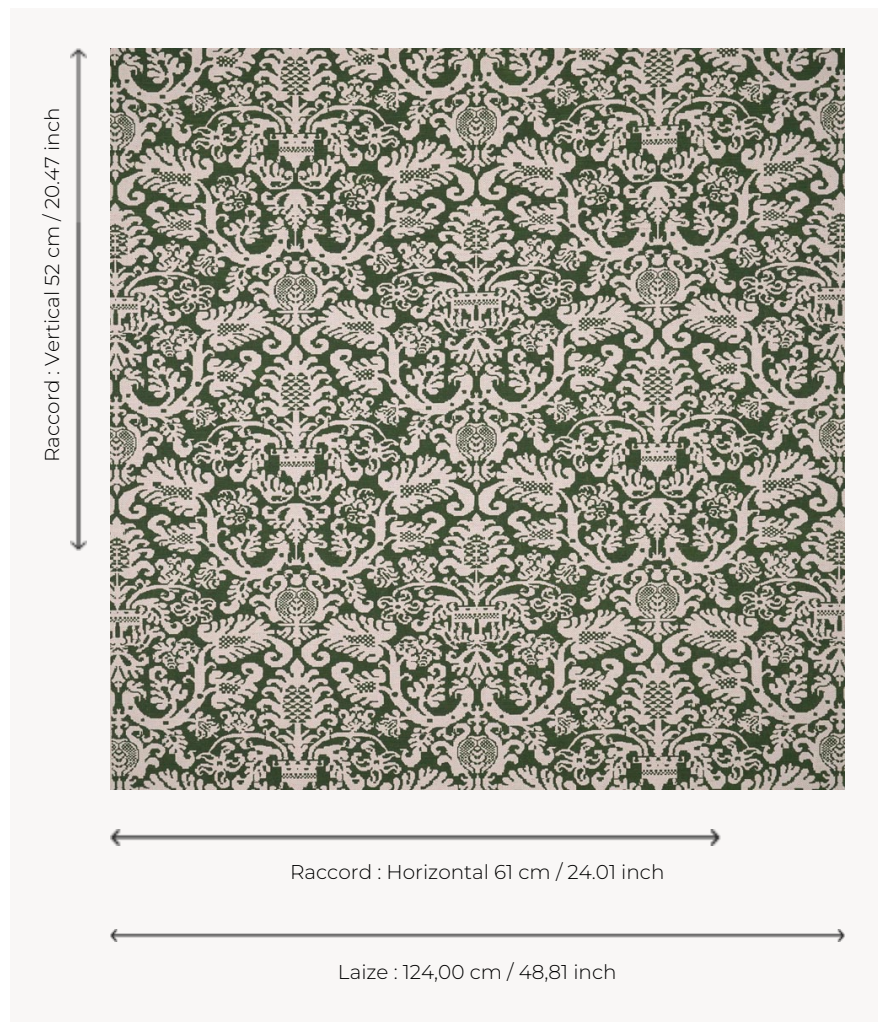 Raccord : Vertical 52 cm / 20.47 inch
Raccord : Horizontal 61 cm / 24.01 inch
Laize : 124,00 cm / 48,81 inch